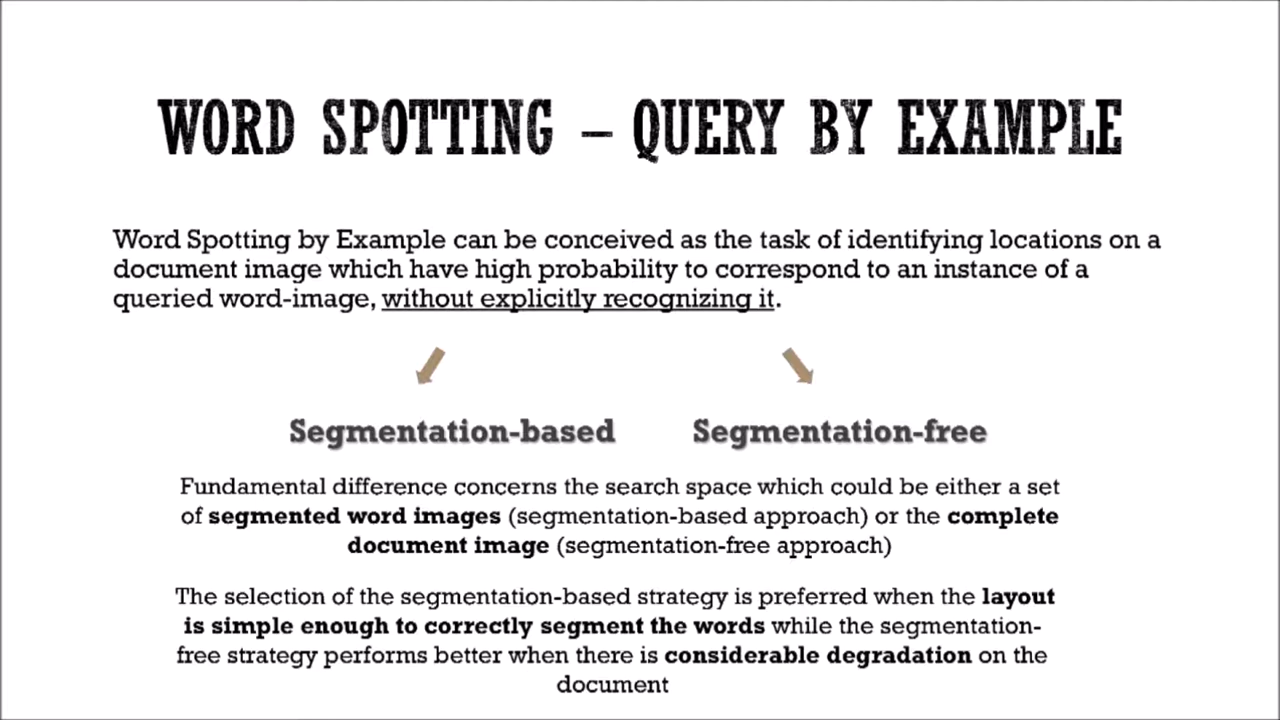 WORD SPOTTING – QUERY BY EXAMPLE
Word Spotting by Example can be conceived as the task of identifying locations on a
document image which have high probability to correspond to an instance of a
queried word-image, without explicitly recognizing it.
Segmentation-based
Segmentation-free
Fundamental difference concerns the search space which could be either a set
of segmented word images (segmentation-based approach) or the complete
document image (segmentation-free approach)
The selection of the segmentation-based strategy is preferred when the layout
is simple enough to correctly segment the words while the segmentation-
free strategy performs better when there is considerable degradation on the
document